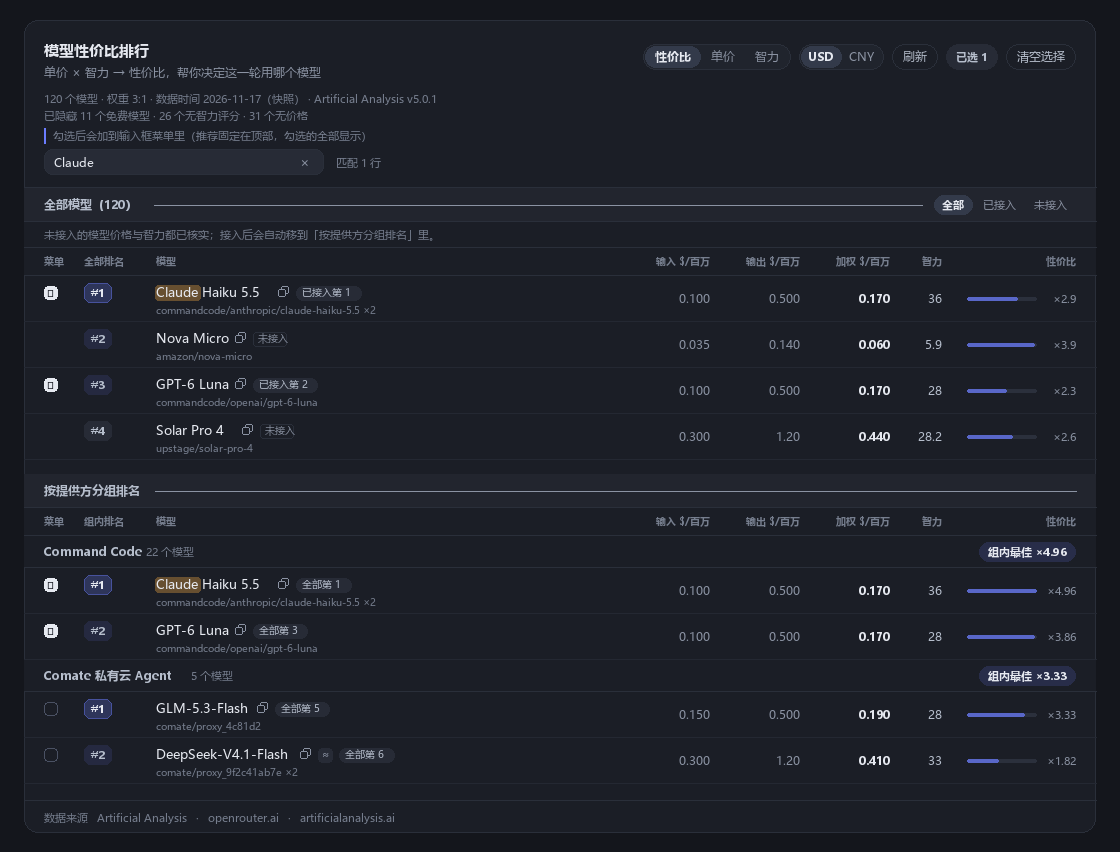 模型性价比排行
单价 × 智力 → 性价比，帮你决定这一轮用哪个模型
性价比 单价 智力 USD CNY 刷新 已选 1 清空选择
120 个模型 · 权重 3:1 · 数据时间 2026-11-17（快照） · Artificial Analysis v5.0.1
已隐藏 11 个免费模型 · 26 个无智力评分 · 31 个无价格
勾选后会加到输入框菜单里（推荐固定在顶部，勾选的全部显示）
Claude × 匹配 1 行
全部模型（120） 全部 已接入 未接入
未接入的模型价格与智力都已核实；接入后会自动移到「按提供方分组排名」里。
菜单 全部排名 模型 输入 $/百万 输出 $/百万 加权 $/百万 智力 性价比
#1 Claude Haiku 5.5 已接入第 1 0.100 0.500 0.170 36 ×2.9
commandcode/anthropic/claude-haiku-5.5 ×2
#2 Nova Micro 未接入 0.035 0.140 0.060 5.9 ×3.9
amazon/nova-micro
#3 GPT-6 Luna 已接入第 2 0.100 0.500 0.170 28 ×2.3
commandcode/openai/gpt-6-luna
#4 Solar Pro 4 未接入 0.300 1.20 0.440 28.2 ×2.6
upstage/solar-pro-4
按提供方分组排名
菜单 组内排名 模型 输入 $/百万 输出 $/百万 加权 $/百万 智力 性价比
Command Code 22 个模型 组内最佳 ×4.96
#1 Claude Haiku 5.5 全部第 1 0.100 0.500 0.170 36 ×4.96
commandcode/anthropic/claude-haiku-5.5 ×2
#2 GPT-6 Luna 全部第 3 0.100 0.500 0.170 28 ×3.86
commandcode/openai/gpt-6-luna
Comate 私有云 Agent 5 个模型 组内最佳 ×3.33
#1 GLM-5.3-Flash 全部第 5 0.150 0.500 0.190 28 ×3.33
comate/proxy_4c81d2
#2 DeepSeek-V4.1-Flash ≈ 全部第 6 0.300 1.20 0.410 33 ×1.82
comate/proxy_9f2c41ab7e ×2
数据来源 Artificial Analysis · openrouter.ai · artificialanalysis.ai